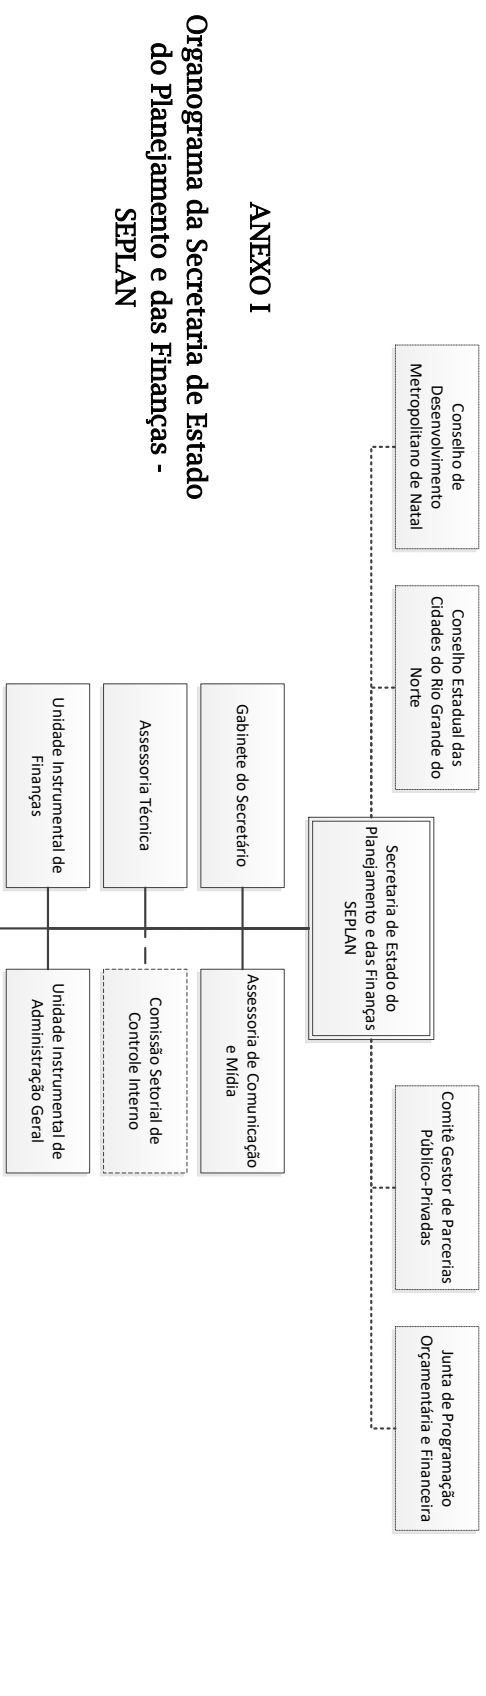 ANEXO I
Organograma da Secretaria de Estado
do Planejamento e das Finanças -
SEPLAN
Conselho de
Desenvolvimento
Metropolitano de Natal
Conselho Estadual das
Cidades do Rio Grande do
Norte
Comitê Gestor de Parcerias
Público-Privadas
Junta de Programação
Orçamentária e Financeira
Secretaria de Estado do
Planejamento e das Finanças
SEPLAN
Gabinete do Secretário
Assessoria de Comunicação
e Mídia
Assessoria Técnica
Comissão Setorial de
Controle Interno
Unidade Instrumental de
Finanças
Unidade Instrumental de
Administração Geral